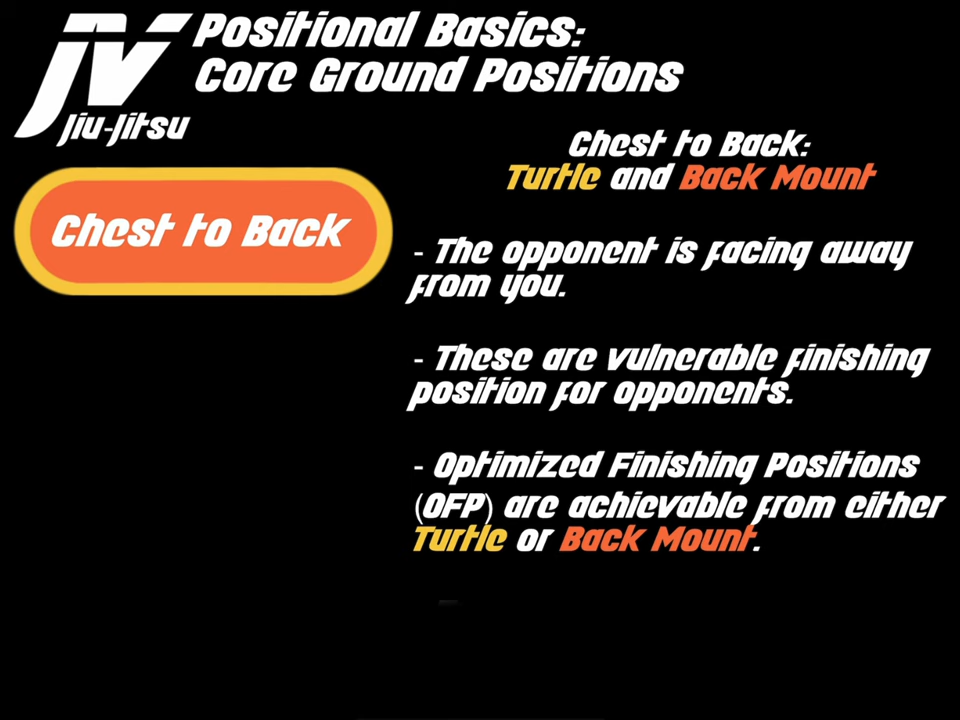 JV
Jiu-Jitsu
Positional Basics:
Core Ground Positions
Chest to Back
Chest to Back:
Turtle and Back Mount
- The opponent is facing away
from you.
- These are vulnerable finishing
position for opponents.
- Optimized Finishing Positions
(OFP) are achievable from either
Turtle or Back Mount.